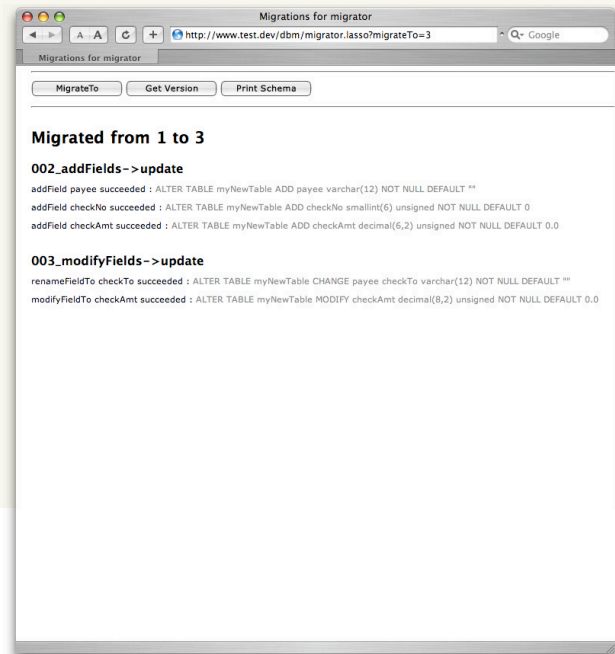 Migrations for migrator
A A
http://www.test.dev/dbm/migrator.lasso?migrateTo=3
Google
Migrations for migrator
MigrateTo
Get Version
Print Schema
Migrated from 1 to 3
002_addFields->update
addField payee succeeded : ALTER TABLE myNewTable ADD payee varchar(12) NOT NULL DEFAULT ""
addField checkNo succeeded : ALTER TABLE myNewTable ADD checkNo smallint(6) unsigned NOT NULL DEFAULT 0
addField checkAmt succeeded : ALTER TABLE myNewTable ADD checkAmt decimal(6,2) unsigned NOT NULL DEFAULT 0.0
003_modifyFields->update
renameFieldTo checkTo succeeded : ALTER TABLE myNewTable CHANGE payee checkTo varchar(12) NOT NULL DEFAULT ""
modifyFieldTo checkAmt succeeded : ALTER TABLE myNewTable MODIFY checkAmt decimal(8,2) unsigned NOT NULL DEFAULT 0.0